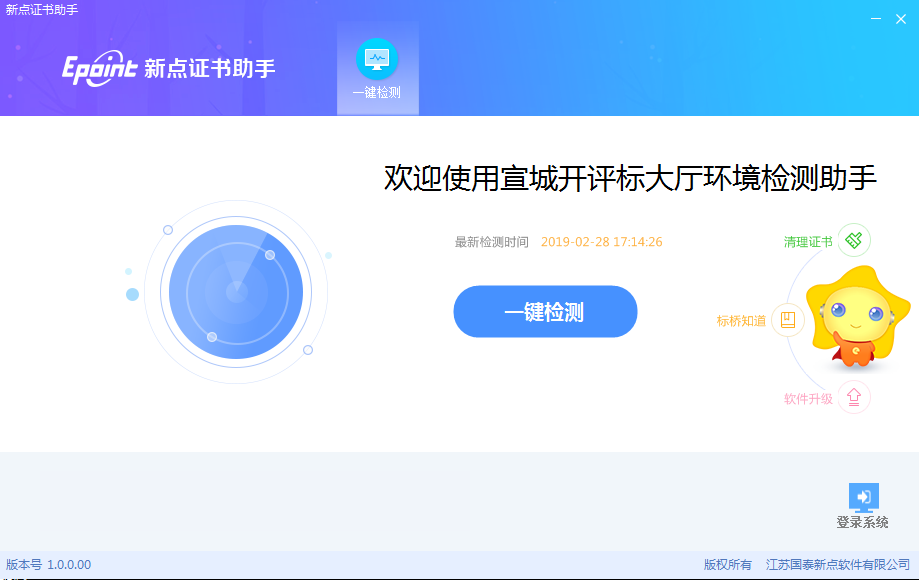 新点证书助手
Epoint 新点证书助手
一键检测
欢迎使用宣城开评标大厅环境检测助手
最新检测时间 2019-02-28 17:14:26
清理证书
一键检测
标桥知道
软件升级
登录系统
版本号 1.0.0.00
版权所有 江苏国泰新点软件有限公司